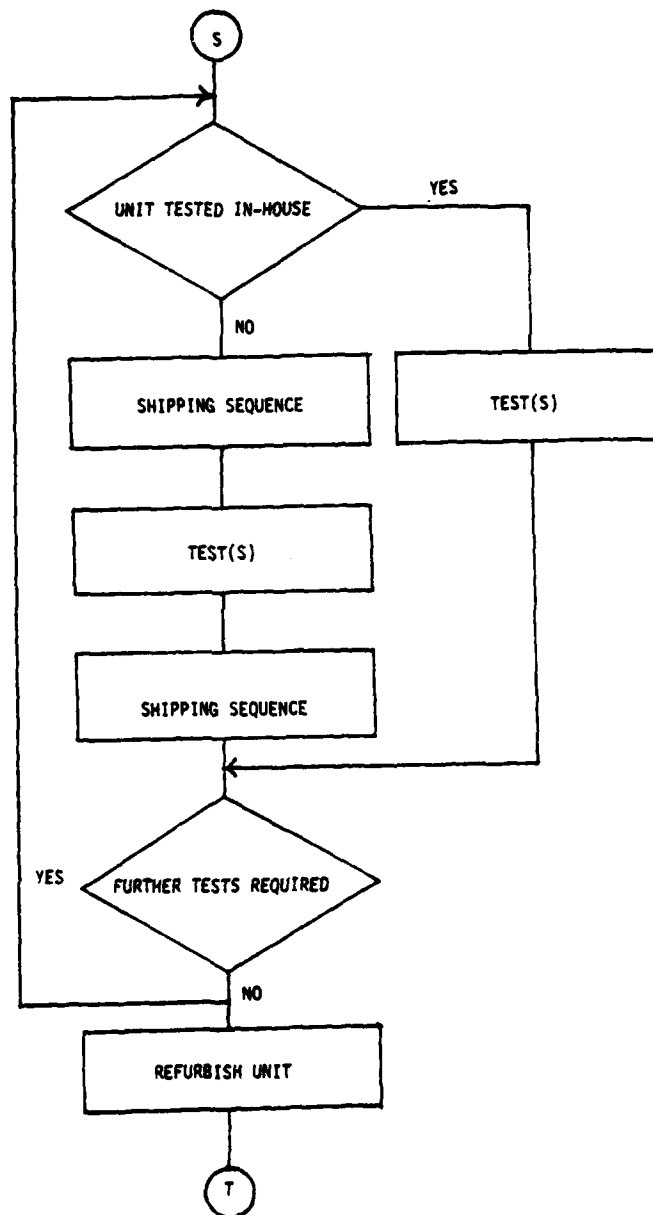 S
YES
UNIT TESTED IN-HOUSE
NO
SHIPPING SEQUENCE
TEST(S)
TEST(S)
SHIPPING SEQUENCE
YES
FURTHER TESTS REQUIRED
NO
REFURBISH UNIT
T